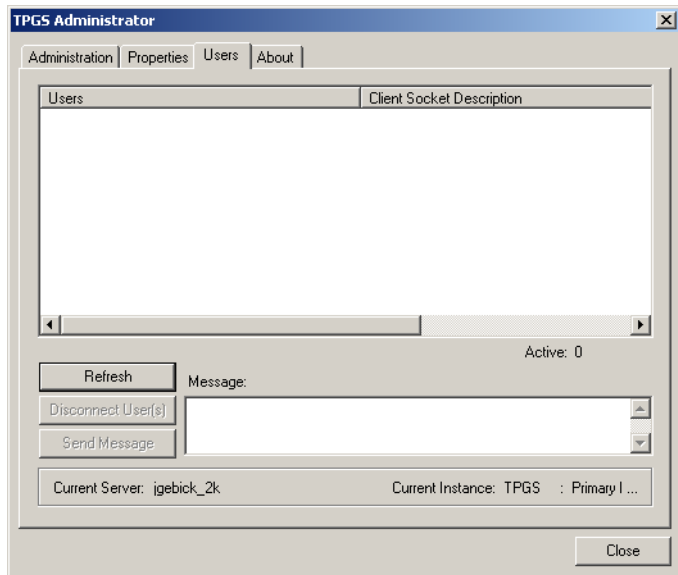 TPGS Administrator
Administration Properties Users About
Users Client Socket Description
Active: 0
Refresh
Message:
Disconnect User(s)
Send Message
Current Server: jgebick_2k Current Instance: TPGS : Primary I ...
Close